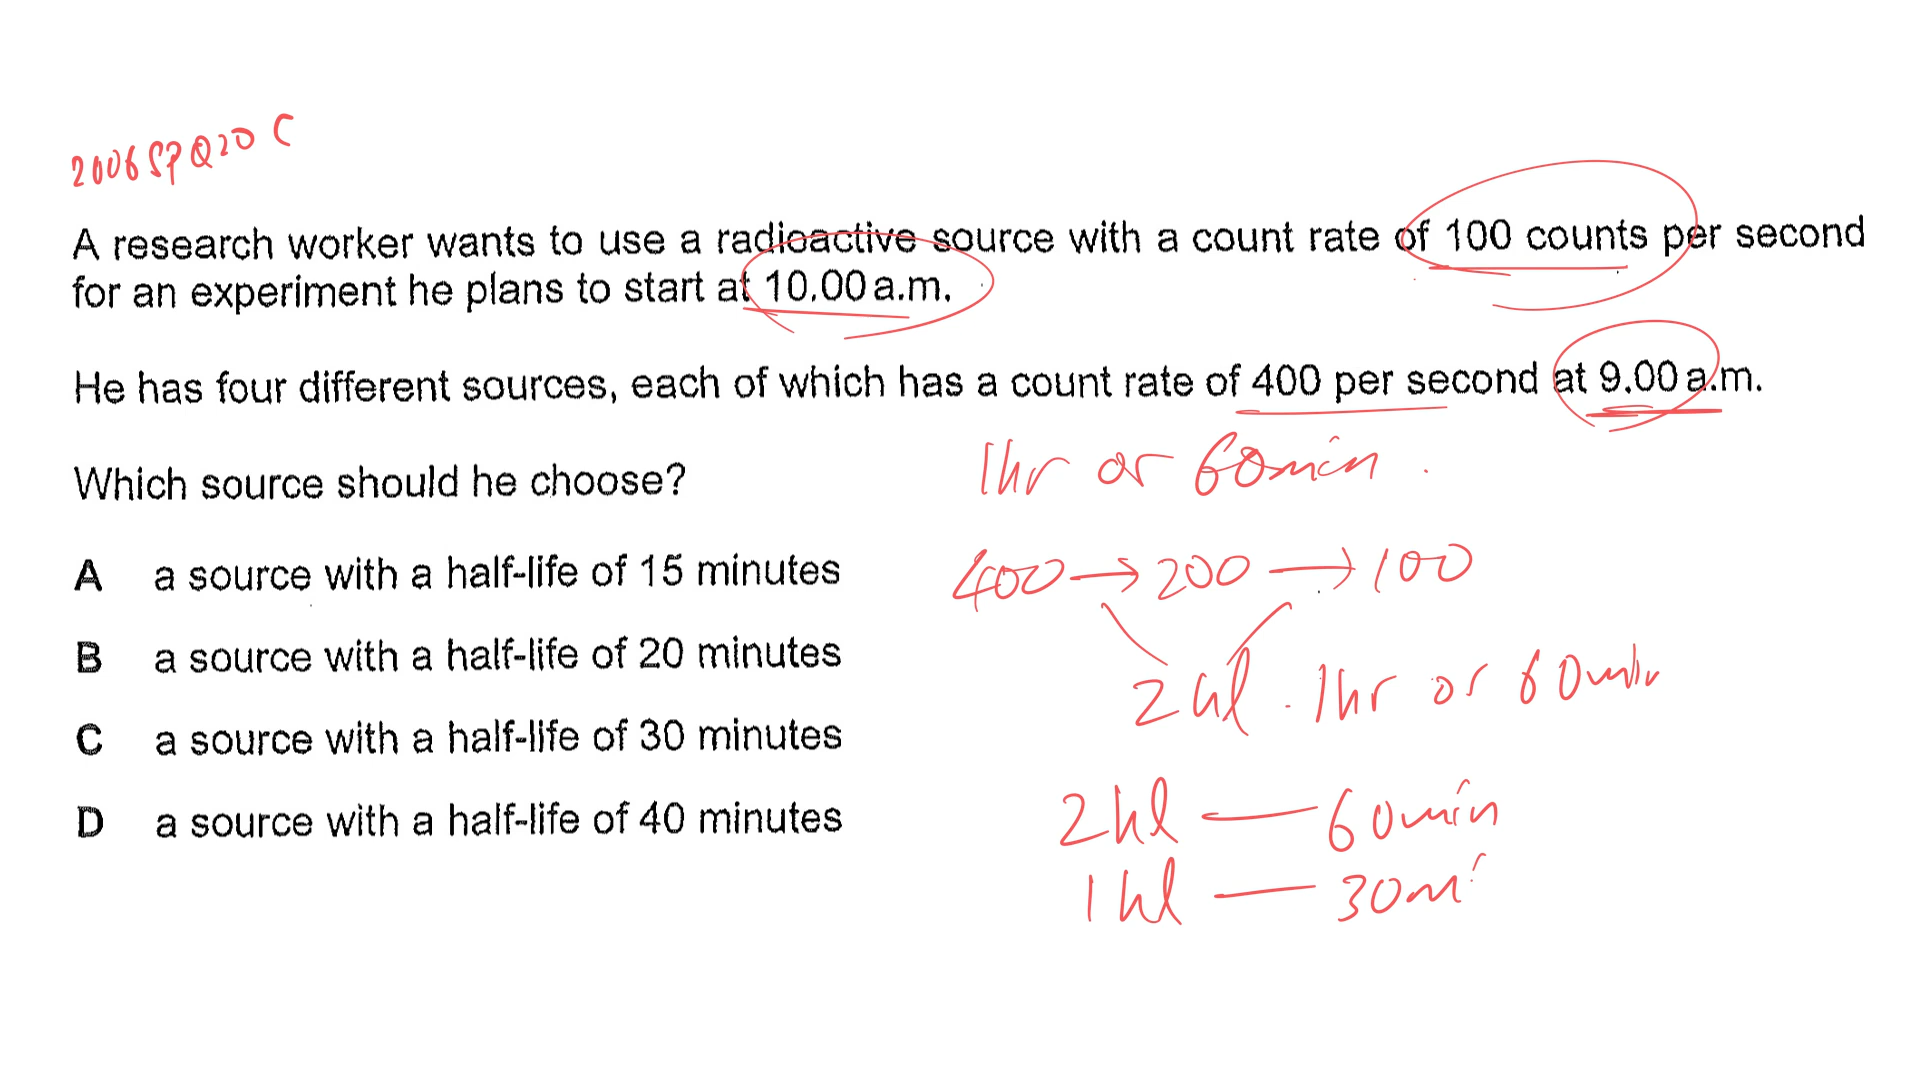 2006 SP Q20 C
A research worker wants to use a radioactive source with a count rate of 100 counts per second
for an experiment he plans to start at 10.00 a.m.
He has four different sources, each of which has a count rate of 400 per second at 9.00 a.m.
Which source should he choose?
1hr or 60min.
A a source with a half-life of 15 minutes
400 → 200 → 100
B a source with a half-life of 20 minutes
2hl. 1hr or 60min
C a source with a half-life of 30 minutes
D a source with a half-life of 40 minutes
2hl — 60min
1hl — 30mi